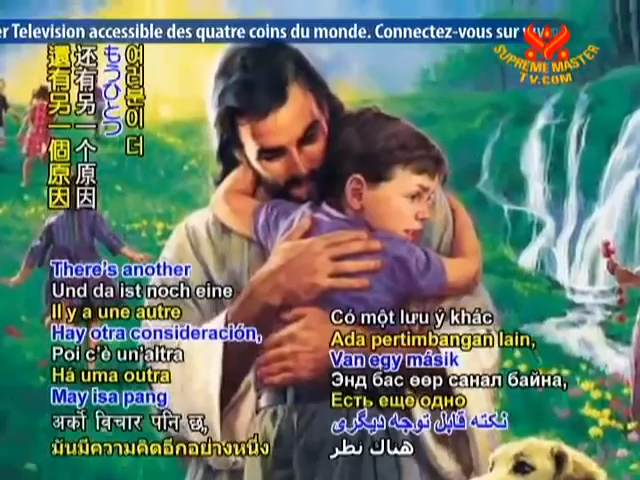 er Television accessible des quatre coins du monde. Connectez-vous sur
SUPREME MASTER
TV.COM
還有另一個原因
还有另一个原因
もうひとつ
여러분이 더
There's another
Und da ist noch eine
Il y a une autre
Hay otra consideración,
Poi c'è un'altra
Há uma outra
May isa pang
अर्को बिचार पनि छ,
มันมีความคิดอีกอย่างหนึ่ง
Có một lưu ý khác
Ada pertimbangan lain,
Van egy másik
Энд бас өөр санал байна,
Есть ещё одно
نکته قابل توجه دیگری
هناك نظر